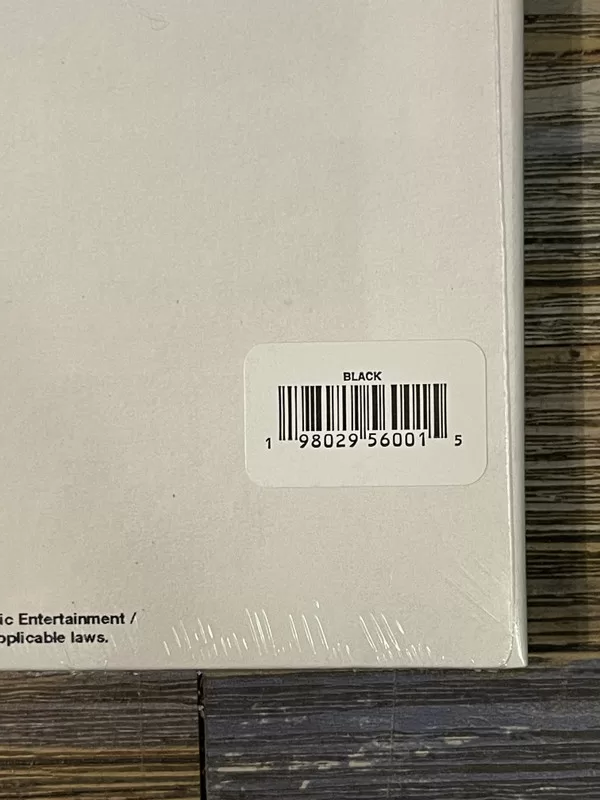 BLACK
1 98029 56001 5
ic Entertainment /
pplicable laws.